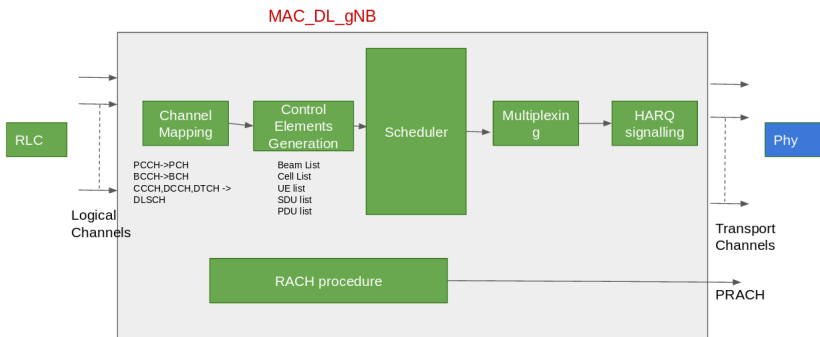 MAC_DL_gNB
RLC
Channel
Mapping
Control
Elements
Generation
Scheduler
Multiplexin
g
HARQ
signalling
Phy
PCCH->PCH
BCCH->BCH
CCCH,DCCH,DTCH ->
DLSCH
Beam List
Cell List
UE list
SDU list
PDU list
Logical
Channels
Transport
Channels
RACH procedure
PRACH